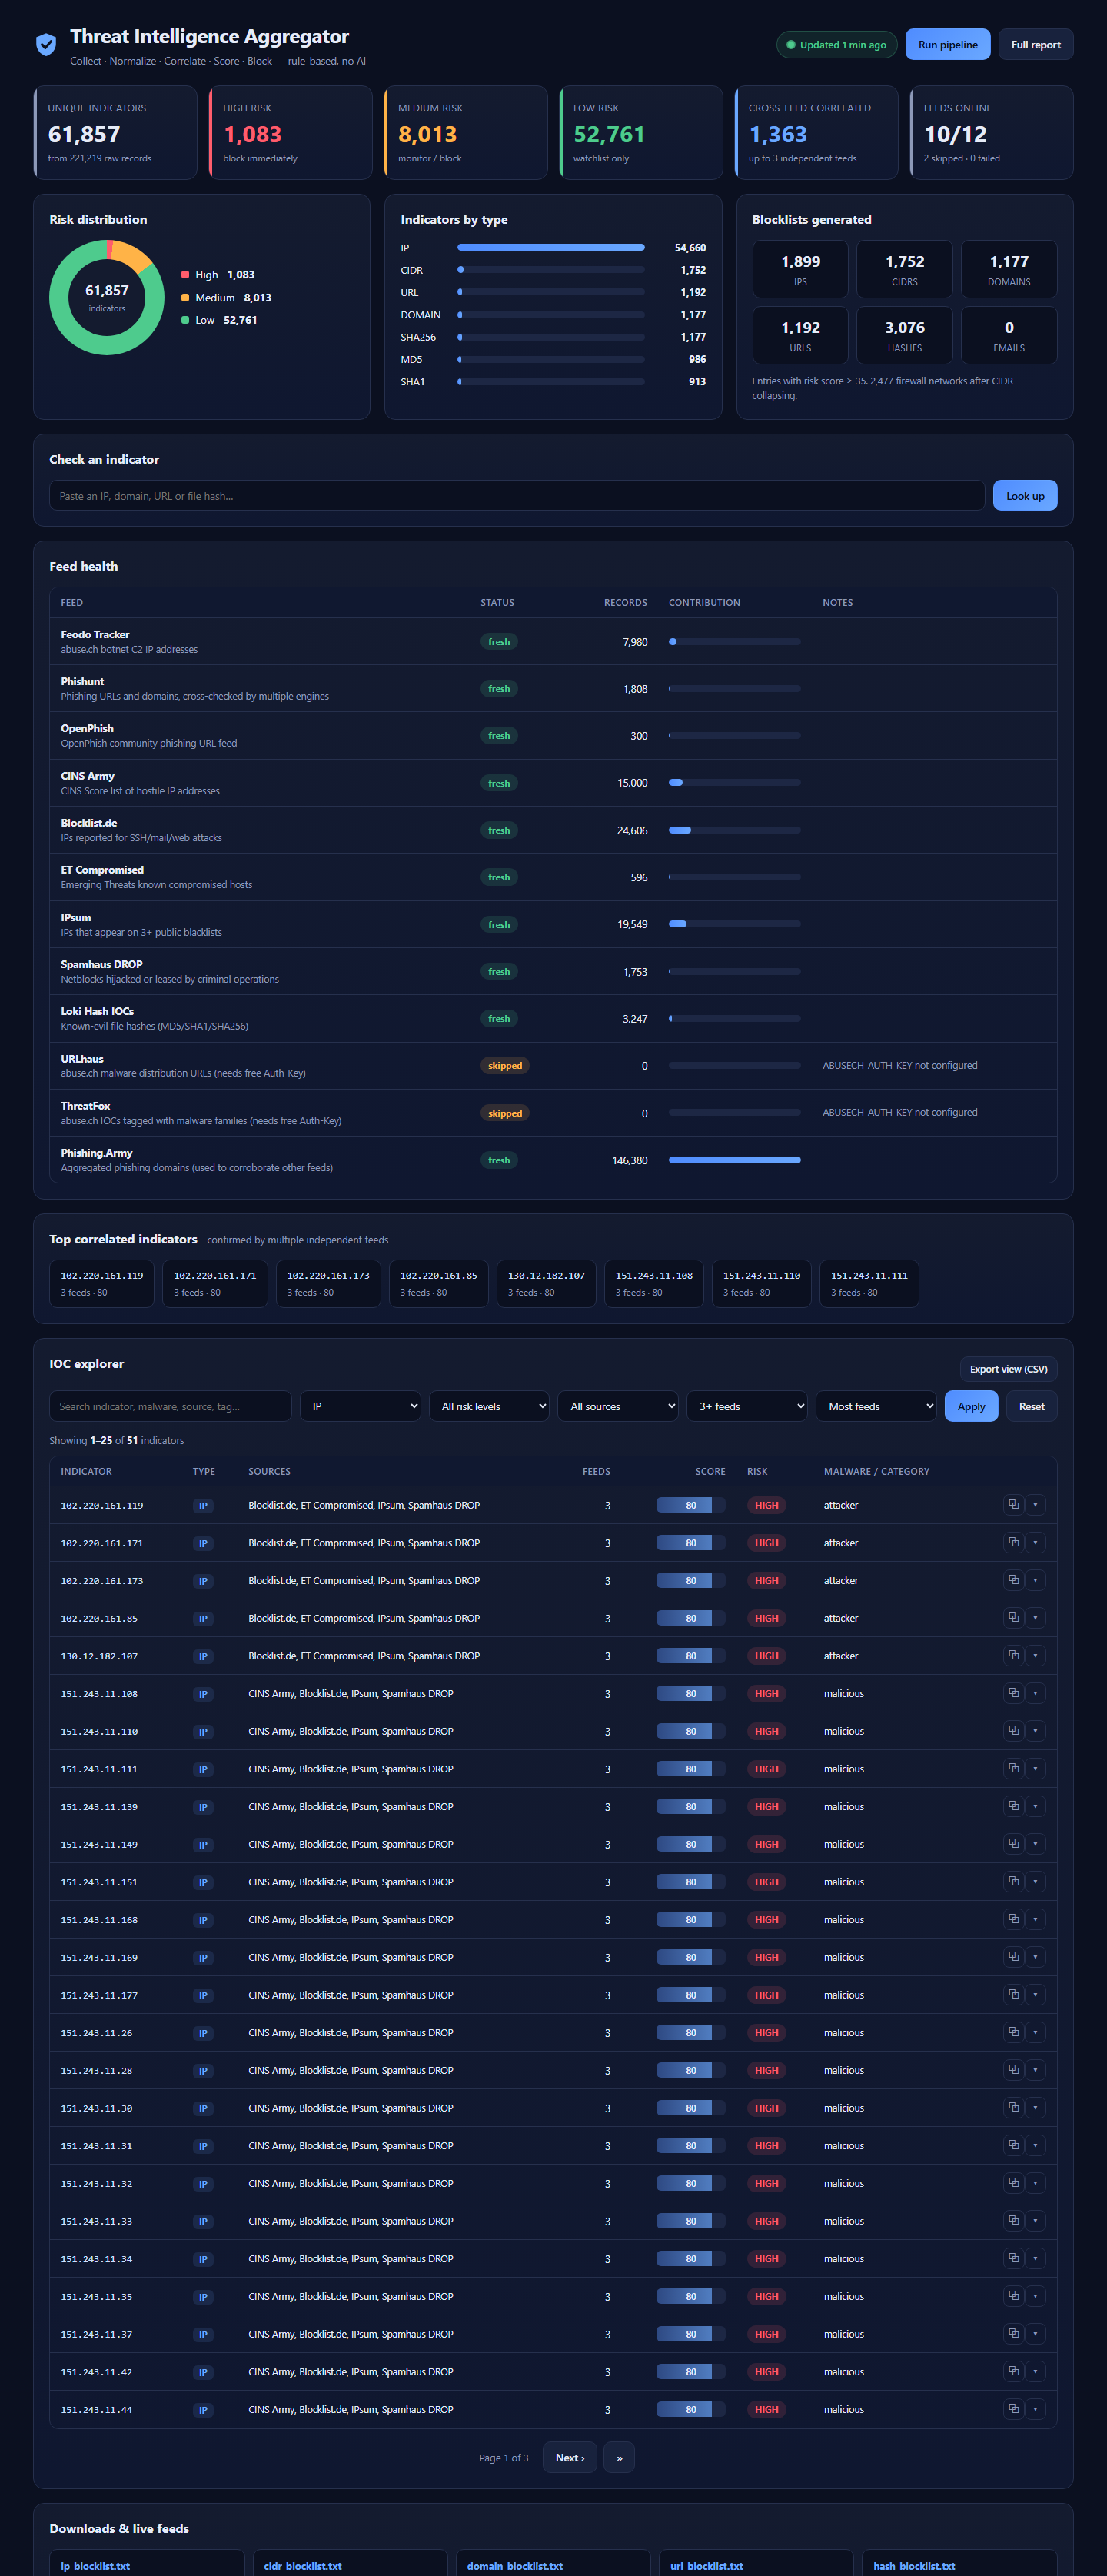 Threat Intelligence Aggregator
Collect · Normalize · Correlate · Score · Block — rule-based, no AI
Updated 1 min ago
Run pipeline
Full report
UNIQUE INDICATORS
61,857
from 221,219 raw records
HIGH RISK
1,083
block immediately
MEDIUM RISK
8,013
monitor / block
LOW RISK
52,761
watchlist only
CROSS-FEED CORRELATED
1,363
up to 3 independent feeds
FEEDS ONLINE
10/12
2 skipped · 0 failed
Risk distribution
61,857
indicators
High 1,083
Medium 8,013
Low 52,761
Indicators by type
IP 54,660
CIDR 1,752
URL 1,192
DOMAIN 1,177
SHA256 1,177
MD5 986
SHA1 913
Blocklists generated
1,899
IPS
1,752
CIDRS
1,177
DOMAINS
1,192
URLS
3,076
HASHES
0
EMAILS
Entries with risk score ≥ 35. 2,477 firewall networks after CIDR
collapsing.
Check an indicator
Paste an IP, domain, URL or file hash...
Look up
Feed health
FEED STATUS RECORDS CONTRIBUTION NOTES
Feodo Tracker
abuse.ch botnet C2 IP addresses
fresh 7,980
Phishunt
Phishing URLs and domains, cross-checked by multiple engines
fresh 1,808
OpenPhish
OpenPhish community phishing URL feed
fresh 300
CINS Army
CINS Score list of hostile IP addresses
fresh 15,000
Blocklist.de
IPs reported for SSH/mail/web attacks
fresh 24,606
ET Compromised
Emerging Threats known compromised hosts
fresh 596
IPsum
IPs that appear on 3+ public blacklists
fresh 19,549
Spamhaus DROP
Netblocks hijacked or leased by criminal operations
fresh 1,753
Loki Hash IOCs
Known-evil file hashes (MD5/SHA1/SHA256)
fresh 3,247
URLhaus
abuse.ch malware distribution URLs (needs free Auth-Key)
skipped 0 ABUSECH_AUTH_KEY not configured
ThreatFox
abuse.ch IOCs tagged with malware families (needs free Auth-Key)
skipped 0 ABUSECH_AUTH_KEY not configured
Phishing.Army
Aggregated phishing domains (used to corroborate other feeds)
fresh 146,380
Top correlated indicators confirmed by multiple independent feeds
102.220.161.119
3 feeds · 80
102.220.161.171
3 feeds · 80
102.220.161.173
3 feeds · 80
102.220.161.85
3 feeds · 80
130.12.182.107
3 feeds · 80
151.243.11.108
3 feeds · 80
151.243.11.110
3 feeds · 80
151.243.11.111
3 feeds · 80
IOC explorer
Export view (CSV)
Search indicator, malware, source, tag...
IP
All risk levels
All sources
3+ feeds
Most feeds
Apply
Reset
Showing 1–25 of 51 indicators
INDICATOR TYPE SOURCES FEEDS SCORE RISK MALWARE / CATEGORY
102.220.161.119 IP Blocklist.de, ET Compromised, IPsum, Spamhaus DROP 3 80 HIGH attacker
102.220.161.171 IP Blocklist.de, ET Compromised, IPsum, Spamhaus DROP 3 80 HIGH attacker
102.220.161.173 IP Blocklist.de, ET Compromised, IPsum, Spamhaus DROP 3 80 HIGH attacker
102.220.161.85 IP Blocklist.de, ET Compromised, IPsum, Spamhaus DROP 3 80 HIGH attacker
130.12.182.107 IP Blocklist.de, ET Compromised, IPsum, Spamhaus DROP 3 80 HIGH attacker
151.243.11.108 IP CINS Army, Blocklist.de, IPsum, Spamhaus DROP 3 80 HIGH malicious
151.243.11.110 IP CINS Army, Blocklist.de, IPsum, Spamhaus DROP 3 80 HIGH malicious
151.243.11.111 IP CINS Army, Blocklist.de, IPsum, Spamhaus DROP 3 80 HIGH malicious
151.243.11.139 IP CINS Army, Blocklist.de, IPsum, Spamhaus DROP 3 80 HIGH malicious
151.243.11.149 IP CINS Army, Blocklist.de, IPsum, Spamhaus DROP 3 80 HIGH malicious
151.243.11.151 IP CINS Army, Blocklist.de, IPsum, Spamhaus DROP 3 80 HIGH malicious
151.243.11.168 IP CINS Army, Blocklist.de, IPsum, Spamhaus DROP 3 80 HIGH malicious
151.243.11.169 IP CINS Army, Blocklist.de, IPsum, Spamhaus DROP 3 80 HIGH malicious
151.243.11.177 IP CINS Army, Blocklist.de, IPsum, Spamhaus DROP 3 80 HIGH malicious
151.243.11.26 IP CINS Army, Blocklist.de, IPsum, Spamhaus DROP 3 80 HIGH malicious
151.243.11.28 IP CINS Army, Blocklist.de, IPsum, Spamhaus DROP 3 80 HIGH malicious
151.243.11.30 IP CINS Army, Blocklist.de, IPsum, Spamhaus DROP 3 80 HIGH malicious
151.243.11.31 IP CINS Army, Blocklist.de, IPsum, Spamhaus DROP 3 80 HIGH malicious
151.243.11.32 IP CINS Army, Blocklist.de, IPsum, Spamhaus DROP 3 80 HIGH malicious
151.243.11.33 IP CINS Army, Blocklist.de, IPsum, Spamhaus DROP 3 80 HIGH malicious
151.243.11.34 IP CINS Army, Blocklist.de, IPsum, Spamhaus DROP 3 80 HIGH malicious
151.243.11.35 IP CINS Army, Blocklist.de, IPsum, Spamhaus DROP 3 80 HIGH malicious
151.243.11.37 IP CINS Army, Blocklist.de, IPsum, Spamhaus DROP 3 80 HIGH malicious
151.243.11.42 IP CINS Army, Blocklist.de, IPsum, Spamhaus DROP 3 80 HIGH malicious
151.243.11.44 IP CINS Army, Blocklist.de, IPsum, Spamhaus DROP 3 80 HIGH malicious
Page 1 of 3 Next › »
Downloads & live feeds
ip_blocklist.txt
cidr_blocklist.txt
domain_blocklist.txt
url_blocklist.txt
hash_blocklist.txt